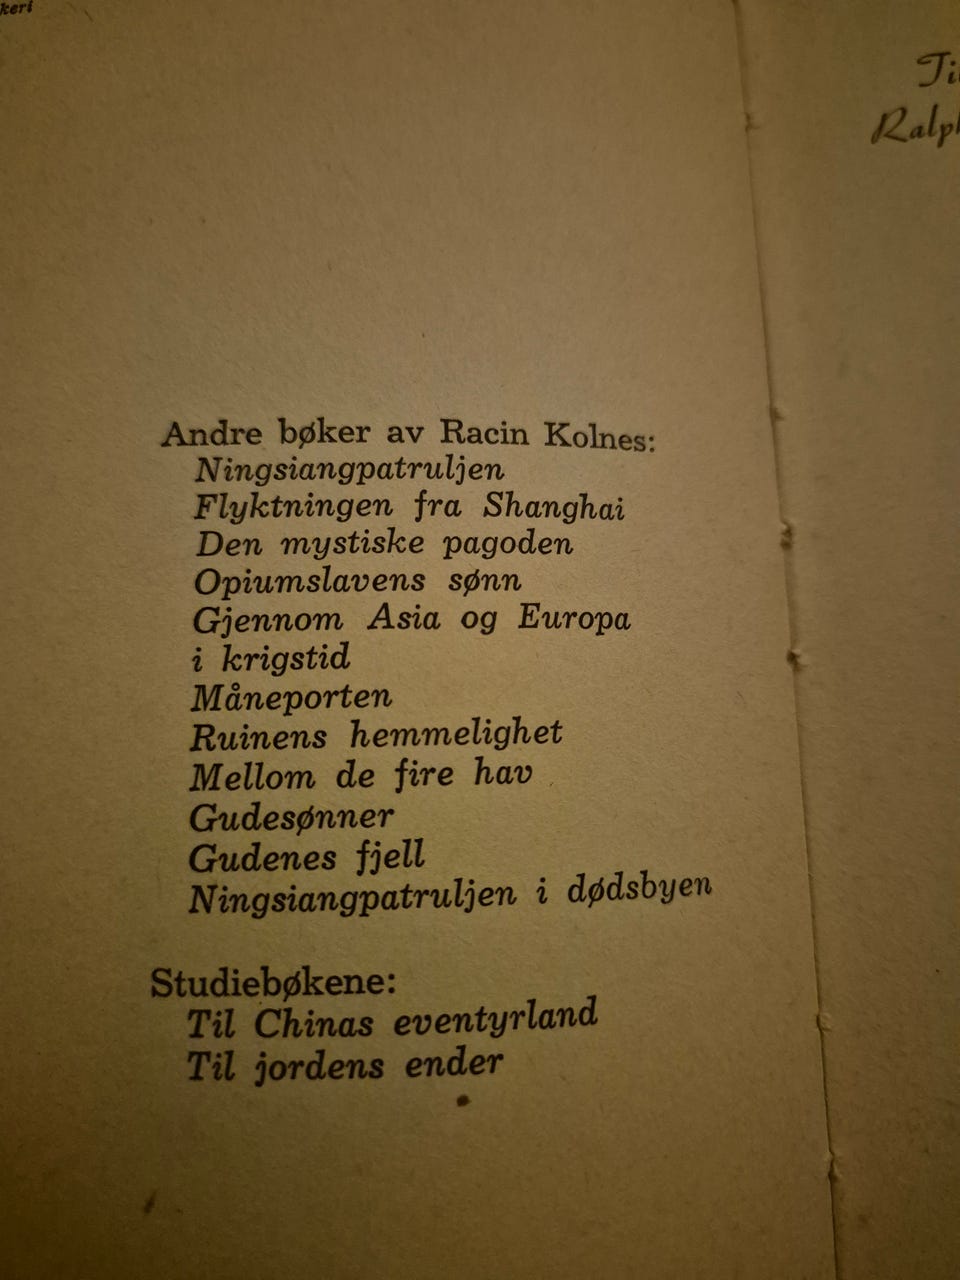 Andre bøker av Racin Kolnes:
Ningsiangpatruljen
Flyktningen fra Shanghai
Den mystiske pagoden
Opiumslavens sønn
Gjennom Asia og Europa
i krigstid
Måneporten
Ruinens hemmelighet
Mellom de fire hav
Gudesønner
Gudenes fjell
Ningsiangpatruljen i dødsbyen
Studiebøkene:
Til Chinas eventyrland
Til jordens ender